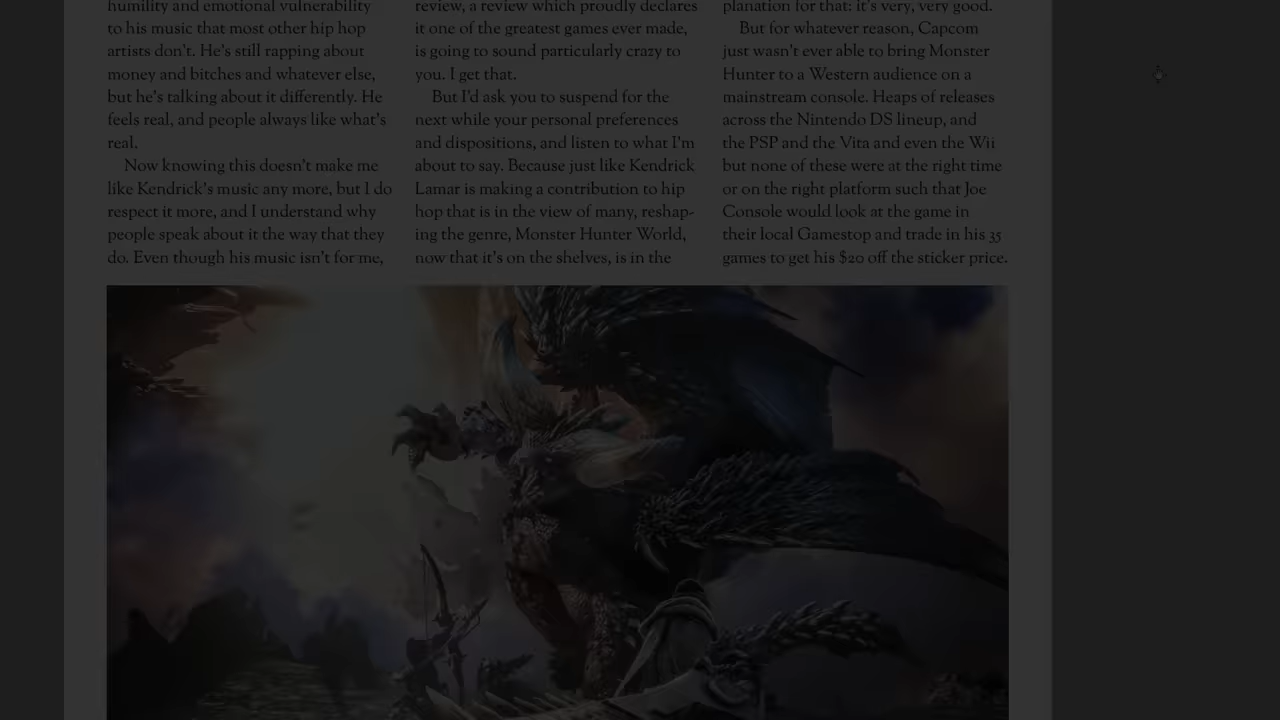 humility and emotional vulnerability
to his music that most other hip hop
artists don't. He's still rapping about
money and bitches and whatever else,
but he's talking about it differently. He
feels real, and people always like what's
real.
Now knowing this doesn't make me
like Kendrick's music any more, but I do
respect it more, and I understand why
people speak about it the way that they
do. Even though his music isn't for me,
review, a review which proudly declares
it one of the greatest games ever made,
is going to sound particularly crazy to
you. I get that.
But I'd ask you to suspend for the
next while your personal preferences
and dispositions, and listen to what I'm
about to say. Because just like Kendrick
Lamar is making a contribution to hip
hop that is in the view of many, reshap-
ing the genre, Monster Hunter World,
now that it's on the shelves, is in the
planation for that: it's very, very good.
But for whatever reason, Capcom
just wasn't ever able to bring Monster
Hunter to a Western audience on a
mainstream console. Heaps of releases
across the Nintendo DS lineup, and
the PSP and the Vita and even the Wii
but none of these were at the right time
or on the right platform such that Joe
Console would look at the game in
their local Gamestop and trade in his 35
games to get his $20 off the sticker price.